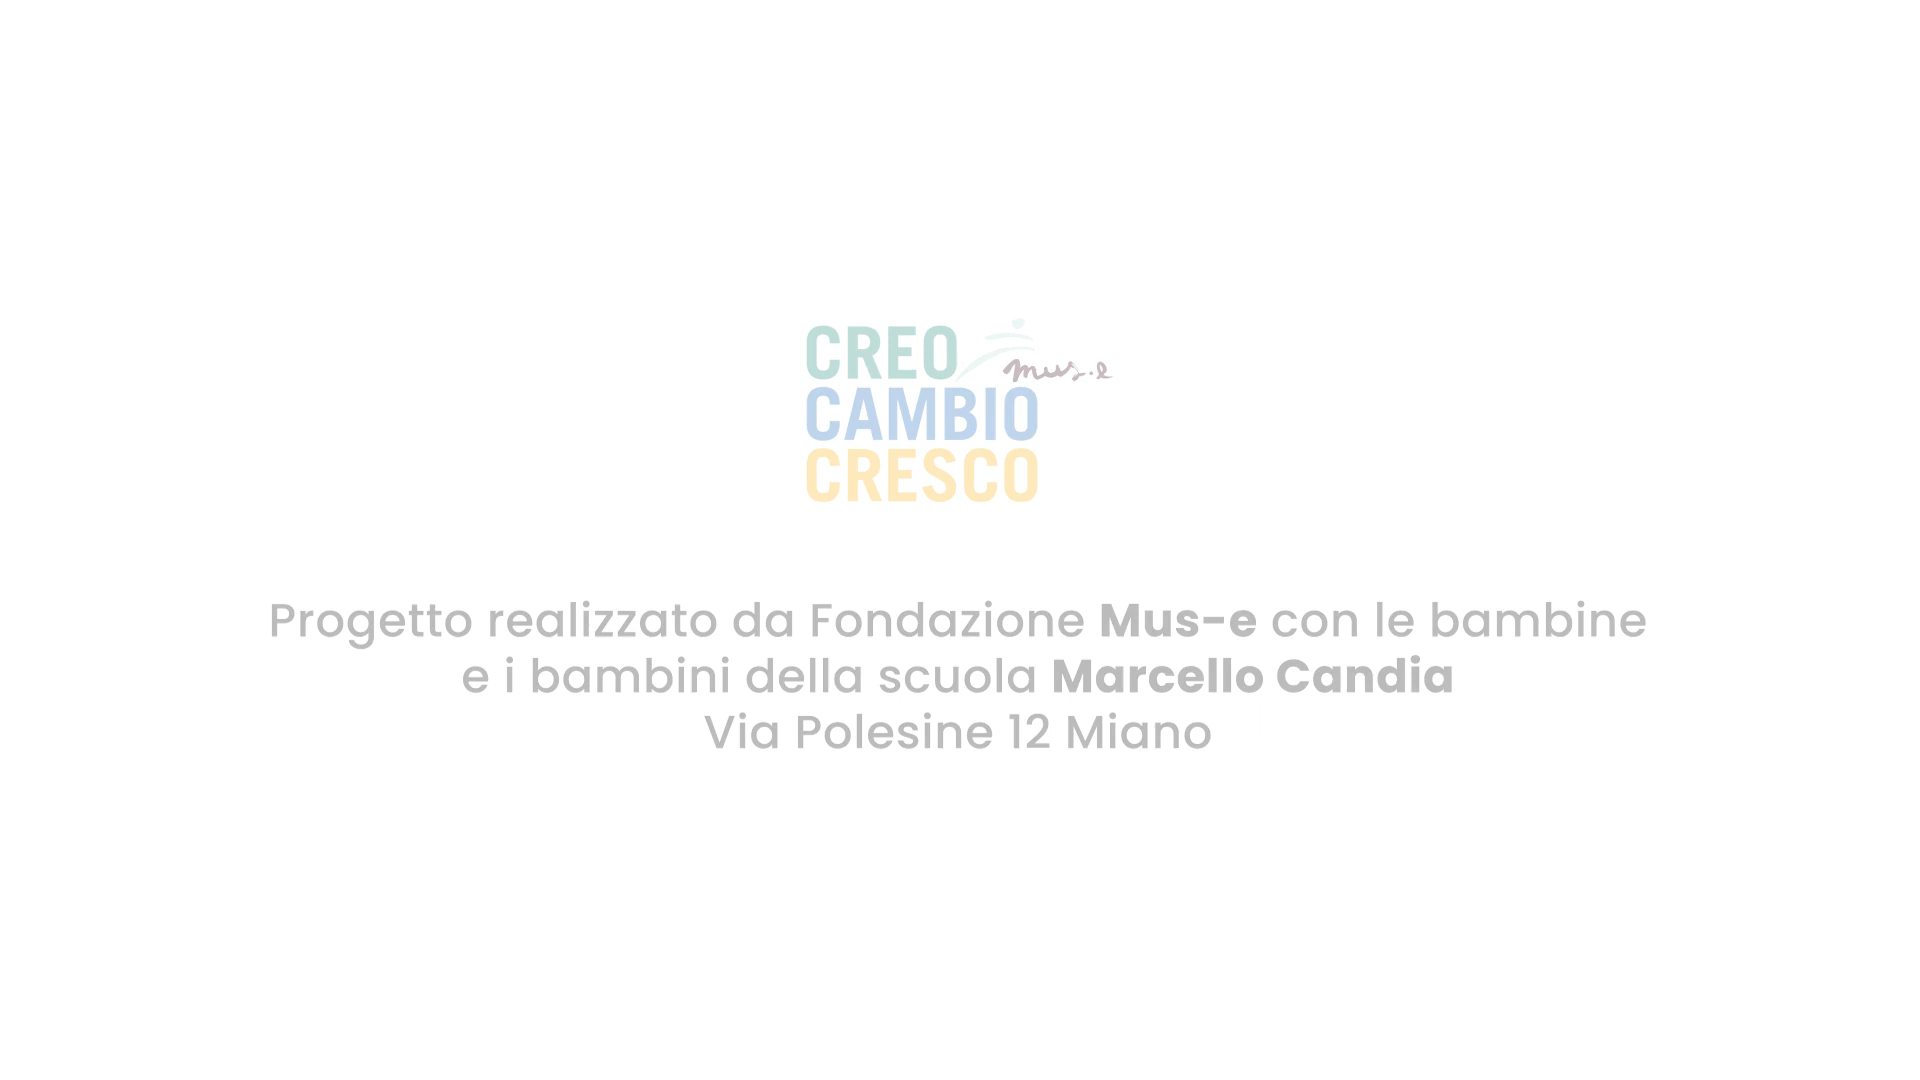 CREO
mus-e
CAMBIO
CRESCO
Progetto realizzato da Fondazione Mus-e con le bambine
e i bambini della scuola Marcello Candia
Via Polesine 12 Miano